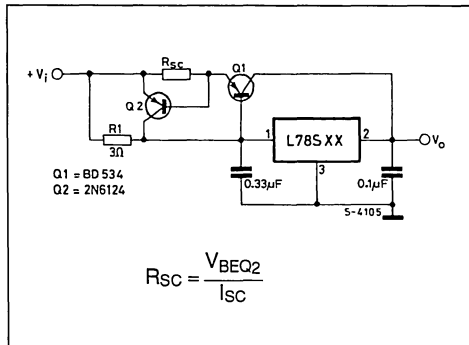 RSC
Q1
+ Vi
Q2
R1
3Ω
1
L78SXX
2
Vo
3
Q1 = BD 534
Q2 = 2N6124
0.33µF
0.1µF
S-4105
RSC = VBEQ2 / ISC